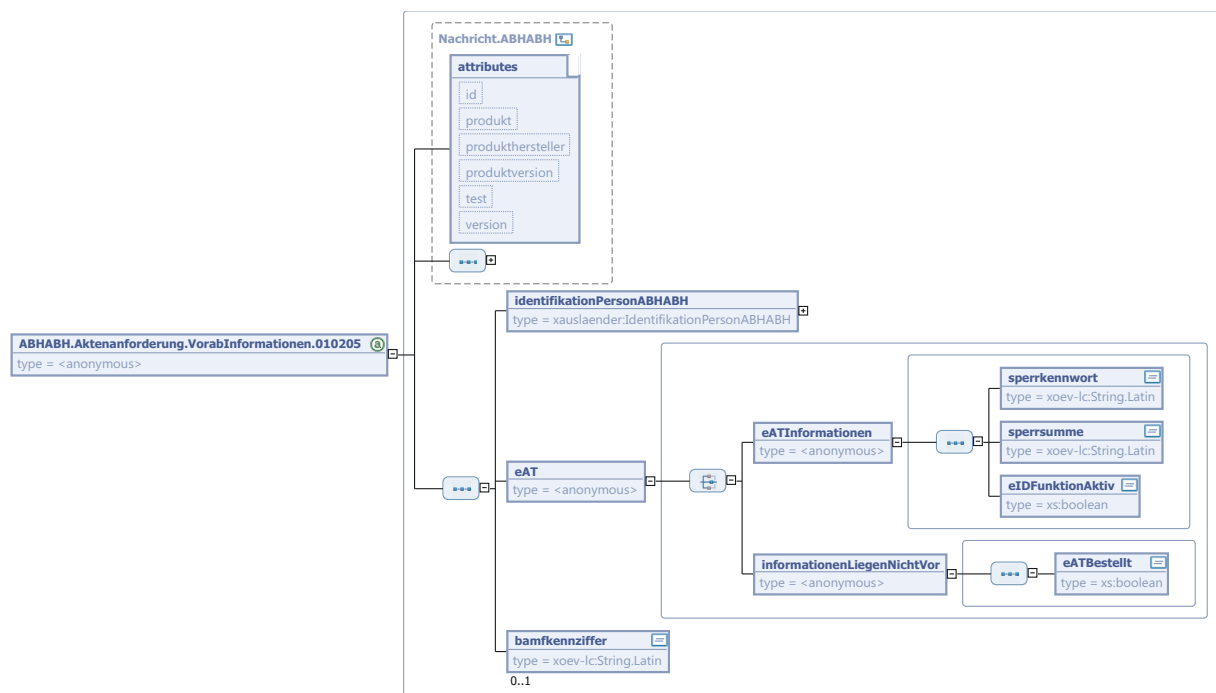 Nachricht.ABHABH
attributes
id
produkt
produkthersteller
produktversion
test
version
identifikationPersonABHABH
type = xauslaender:IdentifikationPersonABHABH
ABHABH.Aktenanforderung.VorabInformationen.010205
type = <anonymous>
sperrkennwort
type = xoev-lc:String.Latin
eATInformationen
type = <anonymous>
sperrsumme
type = xoev-lc:String.Latin
eAT
type = <anonymous>
eIDFunktionAktiv
type = xs:boolean
informationenLiegenNichtVor
type = <anonymous>
eATBestellt
type = xs:boolean
bamfkennziffer
type = xoev-lc:String.Latin
0..1